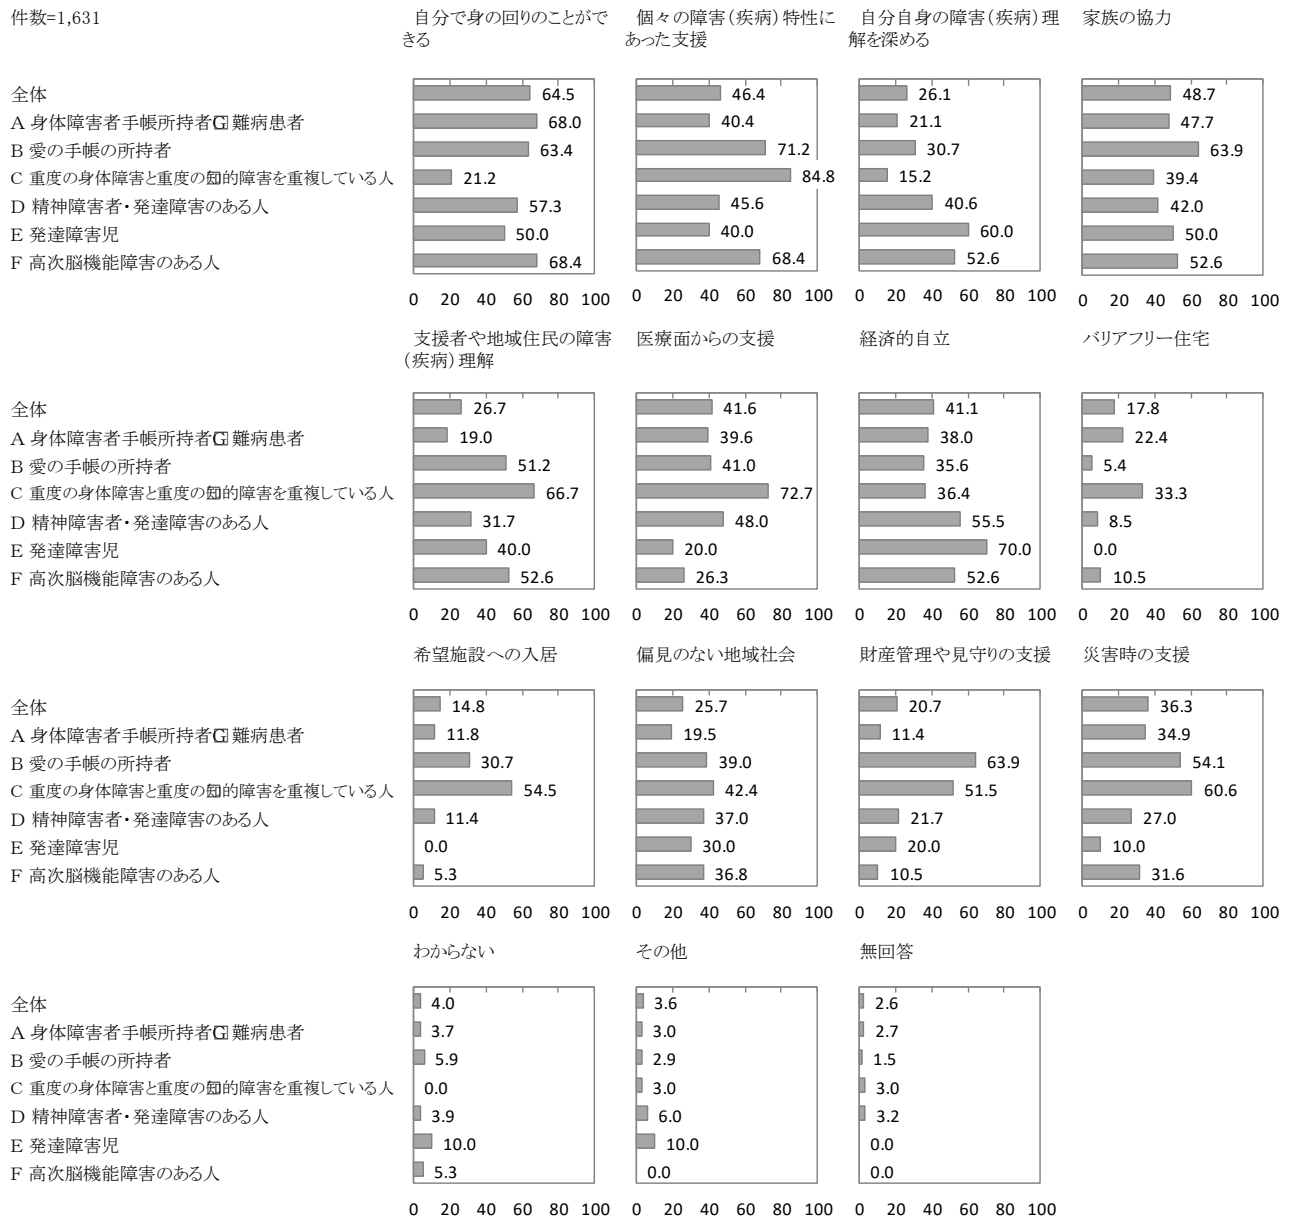 件数=1,631
自分で身の回りのことがで 個々の障害（疾病）特性に 自分自身の障害（疾病）理 家族の協力
きる あった支援 解を深める
全体 64.5 46.4 26.1 48.7
A 身体障害者手帳所持者 難病患者 68.0 40.4 21.1 47.7
B 愛の手帳の所持者 63.4 71.2 30.7 63.9
C 重度の身体障害と重度の知的障害を重複している人 21.2 84.8 15.2 39.4
D 精神障害者・発達障害のある人 57.3 45.6 40.6 42.0
E 発達障害児 50.0 40.0 60.0 50.0
F 高次脳機能障害のある人 68.4 68.4 52.6 52.6
0 20 40 60 80 100 0 20 40 60 80 100 0 20 40 60 80 100 0 20 40 60 80 100
支援者や地域住民の障害 医療面からの支援 経済的自立 バリアフリー住宅
（疾病）理解
全体 26.7 41.6 41.1 17.8
A 身体障害者手帳所持者 難病患者 19.0 39.6 38.0 22.4
B 愛の手帳の所持者 51.2 41.0 35.6 5.4
C 重度の身体障害と重度の知的障害を重複している人 66.7 72.7 36.4 33.3
D 精神障害者・発達障害のある人 31.7 48.0 55.5 8.5
E 発達障害児 40.0 20.0 70.0 0.0
F 高次脳機能障害のある人 52.6 26.3 52.6 10.5
0 20 40 60 80 100 0 20 40 60 80 100 0 20 40 60 80 100 0 20 40 60 80 100
希望施設への入居 偏見のない地域社会 財産管理や見守りの支援 災害時の支援
全体 14.8 25.7 20.7 36.3
A 身体障害者手帳所持者 難病患者 11.8 19.5 11.4 34.9
B 愛の手帳の所持者 30.7 39.0 63.9 54.1
C 重度の身体障害と重度の知的障害を重複している人 54.5 42.4 51.5 60.6
D 精神障害者・発達障害のある人 11.4 37.0 21.7 27.0
E 発達障害児 0.0 30.0 20.0 10.0
F 高次脳機能障害のある人 5.3 36.8 10.5 31.6
0 20 40 60 80 100 0 20 40 60 80 100 0 20 40 60 80 100 0 20 40 60 80 100
わからない その他 無回答
全体 4.0 3.6 2.6
A 身体障害者手帳所持者 難病患者 3.7 3.0 2.7
B 愛の手帳の所持者 5.9 2.9 1.5
C 重度の身体障害と重度の知的障害を重複している人 0.0 3.0 3.0
D 精神障害者・発達障害のある人 3.9 6.0 3.2
E 発達障害児 10.0 10.0 0.0
F 高次脳機能障害のある人 5.3 0.0 0.0
0 20 40 60 80 100 0 20 40 60 80 100 0 20 40 60 80 100